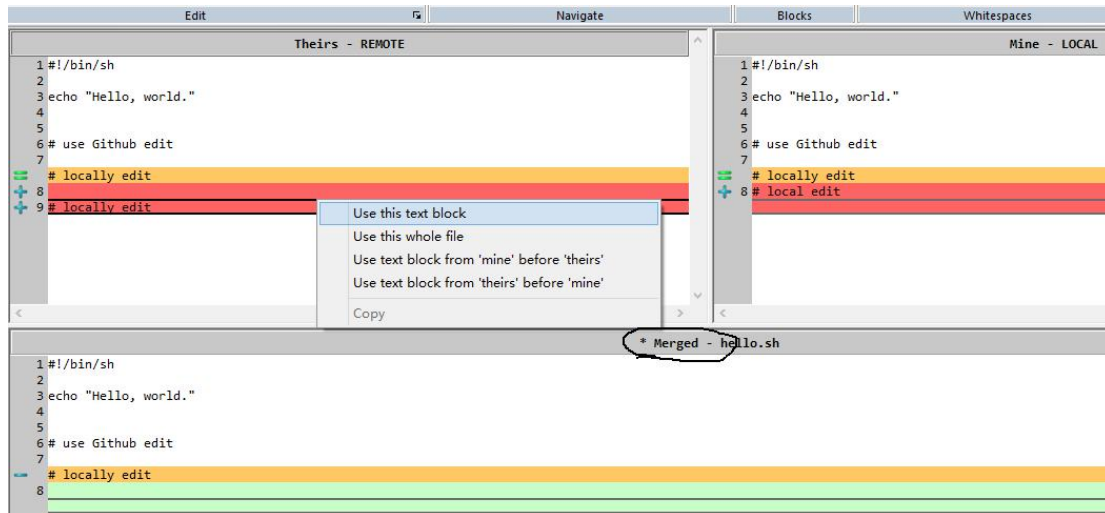 Edit Navigate Blocks Whitespaces
Theirs - REMOTE
1 #!/bin/sh
2
3 echo "Hello, world."
4
5
6 # use Github edit
7
# locally edit
8
9 # locally edit
Use this text block
Use this whole file
Use text block from 'mine' before 'theirs'
Use text block from 'theirs' before 'mine'
Copy
Mine - LOCAL
1 #!/bin/sh
2
3 echo "Hello, world."
4
5
6 # use Github edit
7
# locally edit
8 # local edit
* Merged - hello.sh
1 #!/bin/sh
2
3 echo "Hello, world."
4
5
6 # use Github edit
7
# locally edit
8